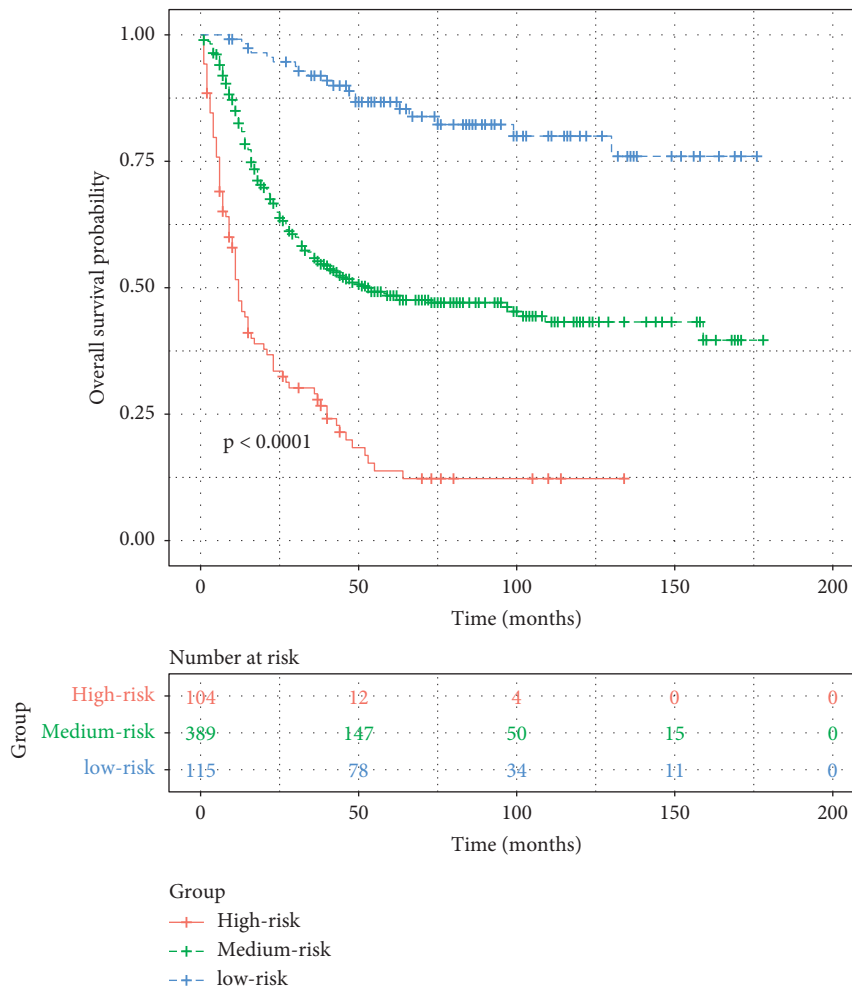 1.00
0.75
0.50
0.25
0.00
Overall survival probability
p < 0.0001
0 50 100 150 200
Time (months)
Number at risk
Group
High-risk 104 12 4 0 0
Medium-risk 389 147 50 15 0
low-risk 115 78 34 11 0
0 50 100 150 200
Time (months)
Group
High-risk
Medium-risk
low-risk